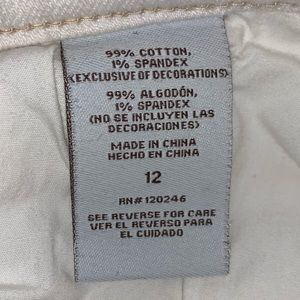 99% COTTON,
1% SPANDEX
(EXCLUSIVE OF DECORATIONS)
99% ALGODÓN,
1% SPANDEX
(NO SE INCLUYEN LAS
DECORACIONES)
MADE IN CHINA
HECHO EN CHINA
12
RN#120246
SEE REVERSE FOR CARE
VER EL REVERSO PARA
EL CUIDADO